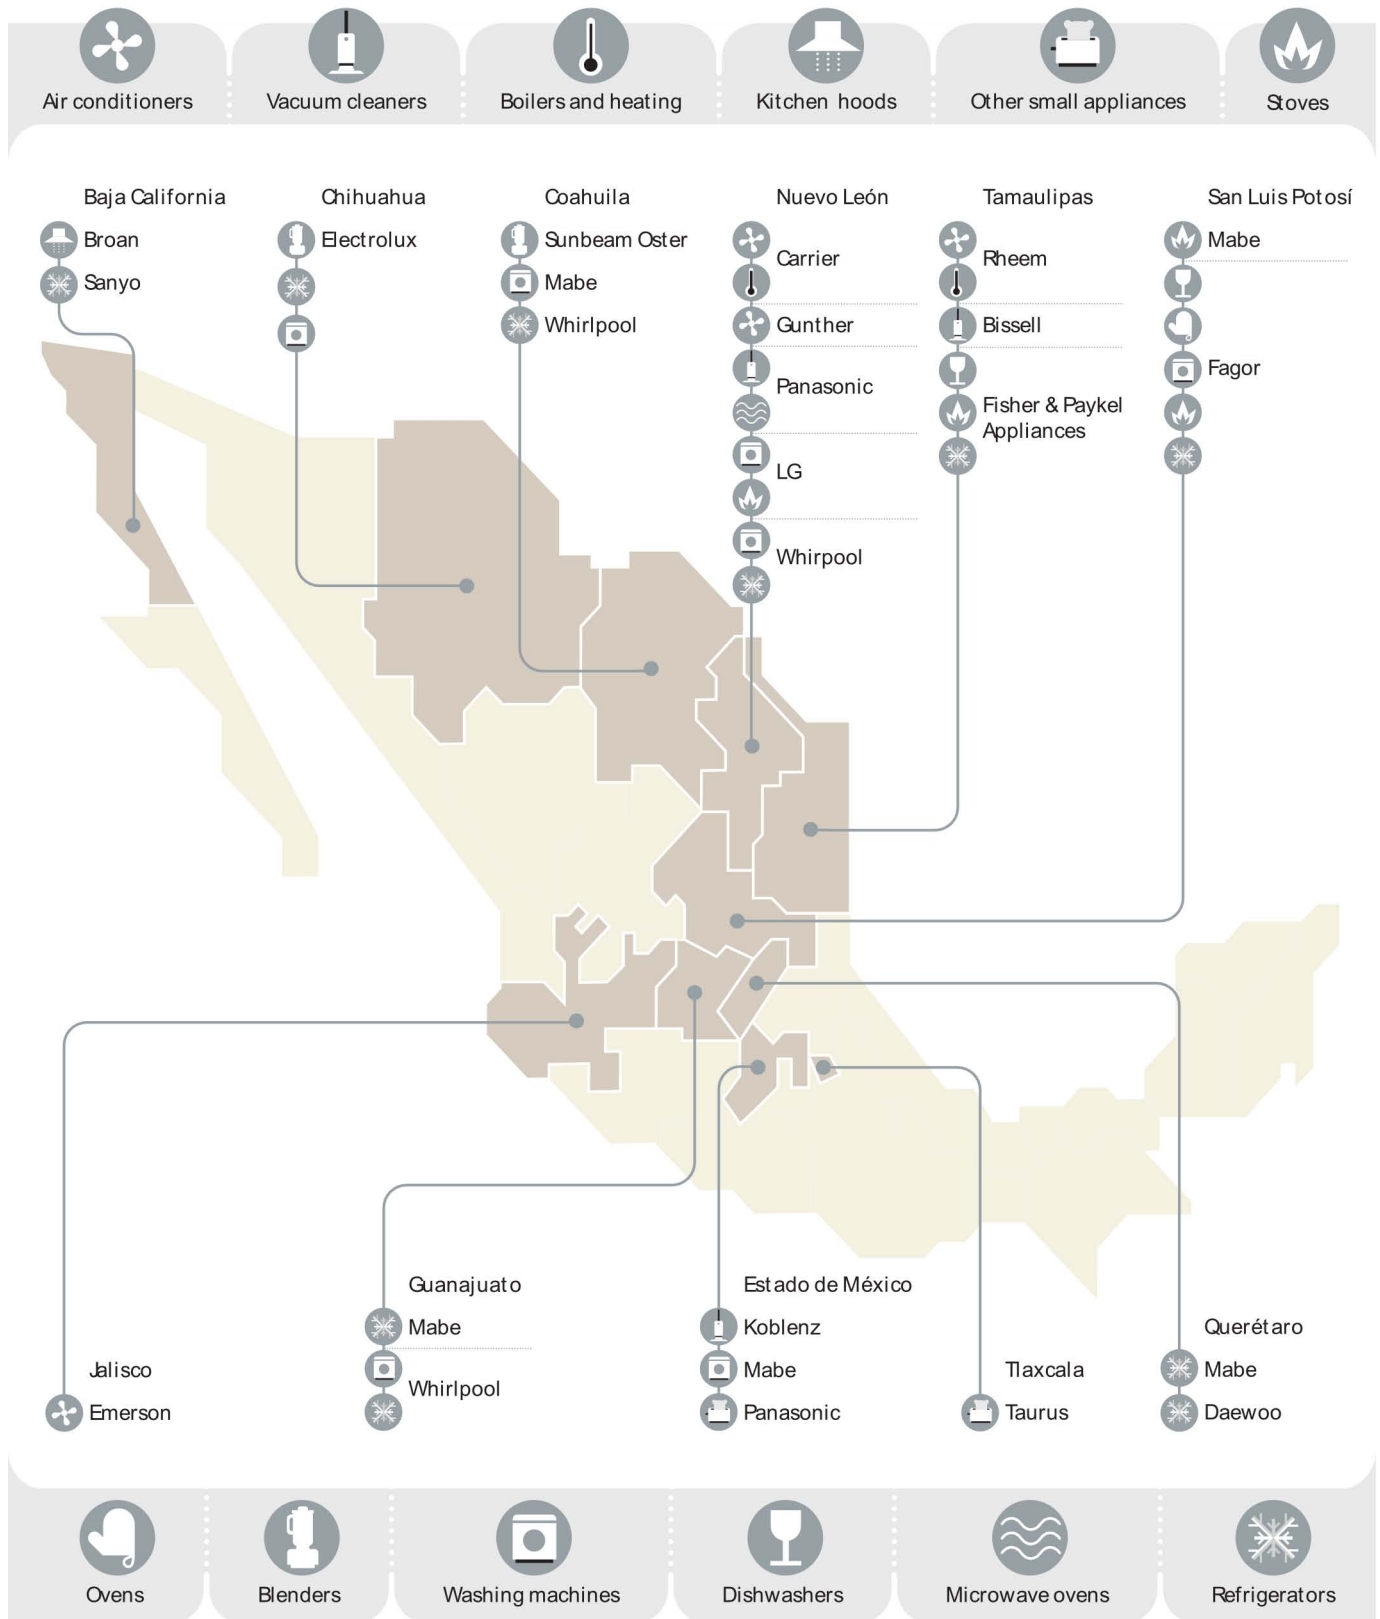 Air conditioners
Vacuum cleaners
Boilers and heating
Kitchen hoods
Other small appliances
Stoves
Baja California
Broan
Sanyo
Chihuahua
Electrolux
Coahuila
Sunbeam Oster
Mabe
Whirlpool
Nuevo León
Carrier
Gunther
Panasonic
LG
Whirpool
Tamaulipas
Rheem
Bissell
Fisher & Paykel
Appliances
San Luis Potosí
Mabe
Fagor
Jalisco
Emerson
Guanajuato
Mabe
Whirlpool
Estado de México
Koblenz
Mabe
Panasonic
Tlaxcala
Taurus
Querétaro
Mabe
Daewoo
Ovens
Blenders
Washing machines
Dishwashers
Microwave ovens
Refrigerators